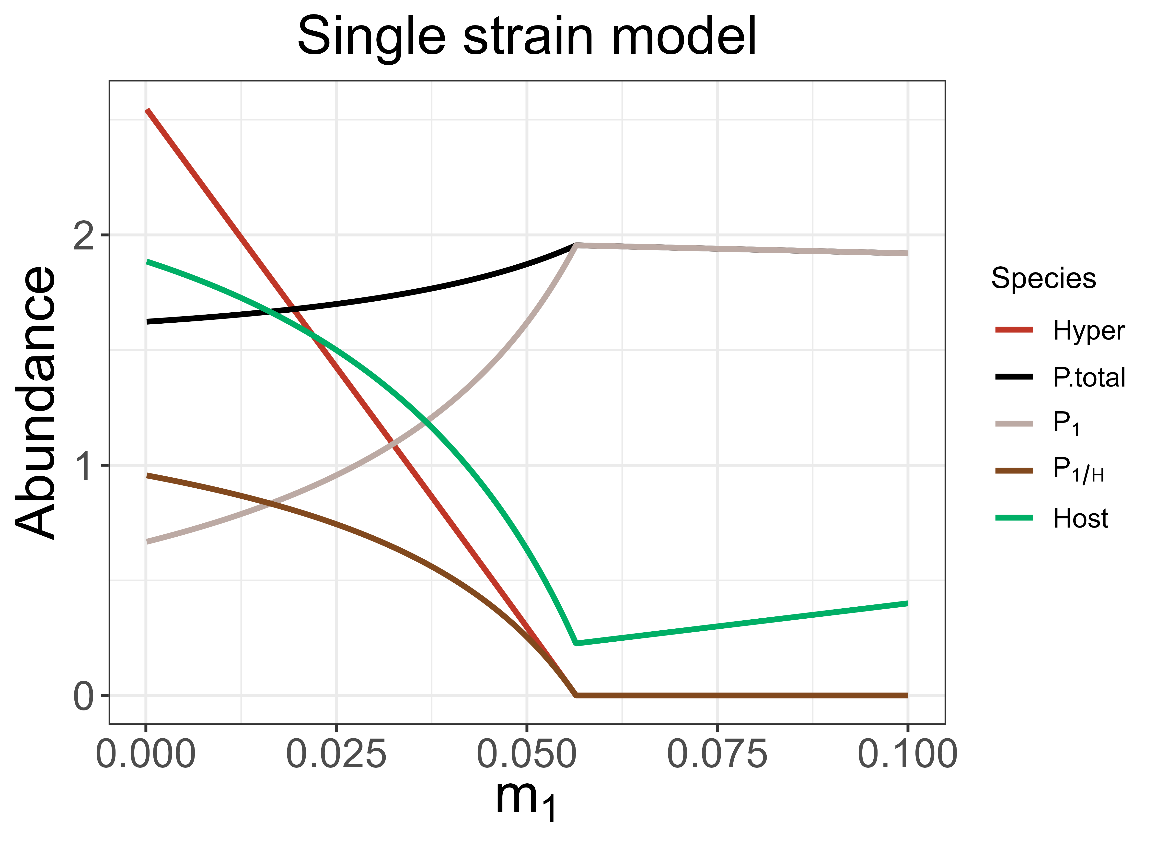 Single strain model
Abundance
2
1
0
0.000 0.025 0.050 0.075 0.100
m₁
Species
Hyper
P.total
P₁
P₁/H
Host